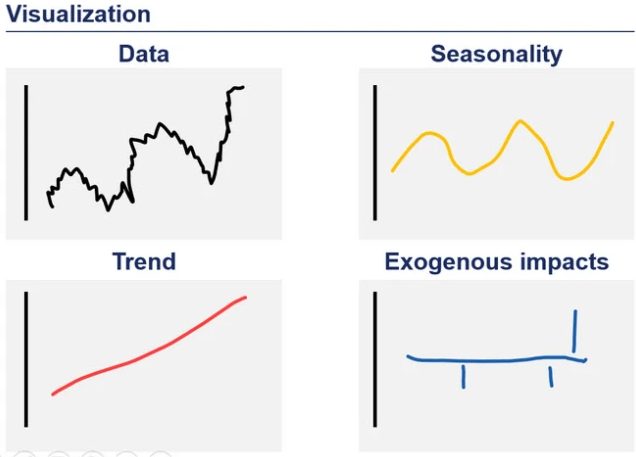 Visualization
Data
Seasonality
Trend
Exogenous impacts